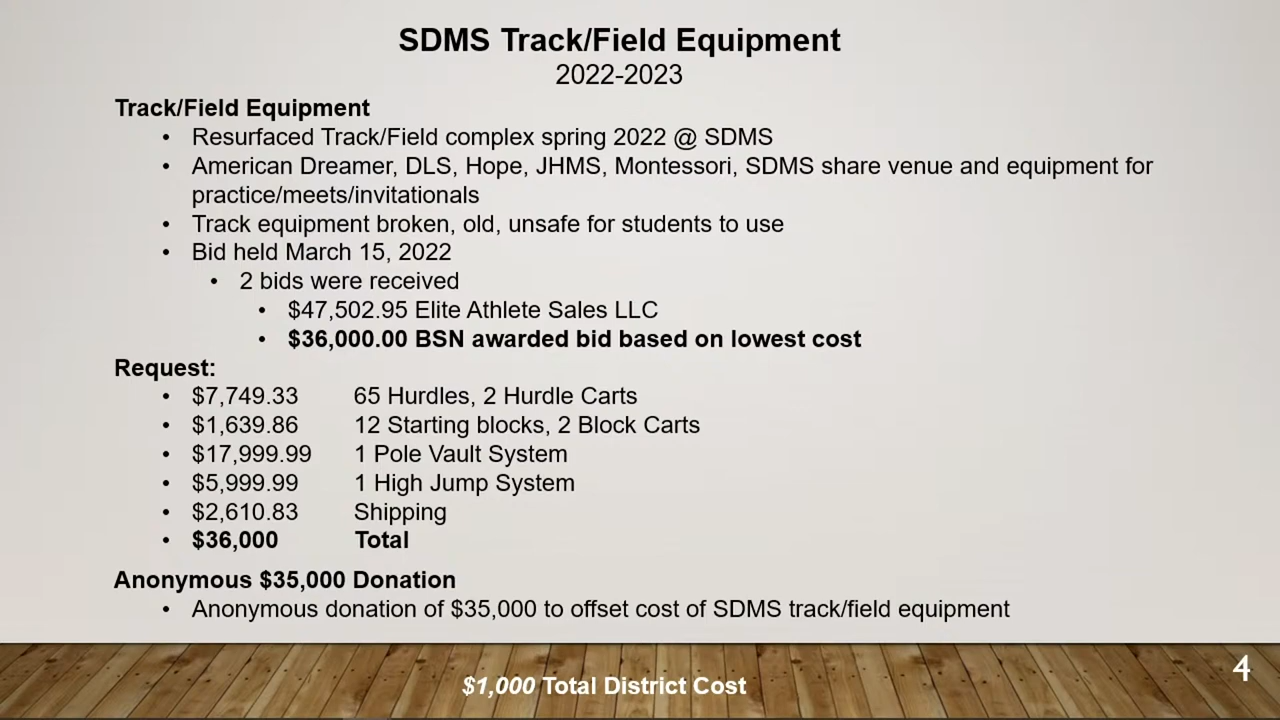 SDMS Track/Field Equipment
2022-2023
Track/Field Equipment
• Resurfaced Track/Field complex spring 2022 @ SDMS
• American Dreamer, DLS, Hope, JHMS, Montessori, SDMS share venue and equipment for
practice/meets/invitationals
• Track equipment broken, old, unsafe for students to use
• Bid held March 15, 2022
• 2 bids were received
• $47,502.95 Elite Athlete Sales LLC
• $36,000.00 BSN awarded bid based on lowest cost
Request:
• $7,749.33 65 Hurdles, 2 Hurdle Carts
• $1,639.86 12 Starting blocks, 2 Block Carts
• $17,999.99 1 Pole Vault System
• $5,999.99 1 High Jump System
• $2,610.83 Shipping
• $36,000 Total
Anonymous $35,000 Donation
• Anonymous donation of $35,000 to offset cost of SDMS track/field equipment
4
$1,000 Total District Cost